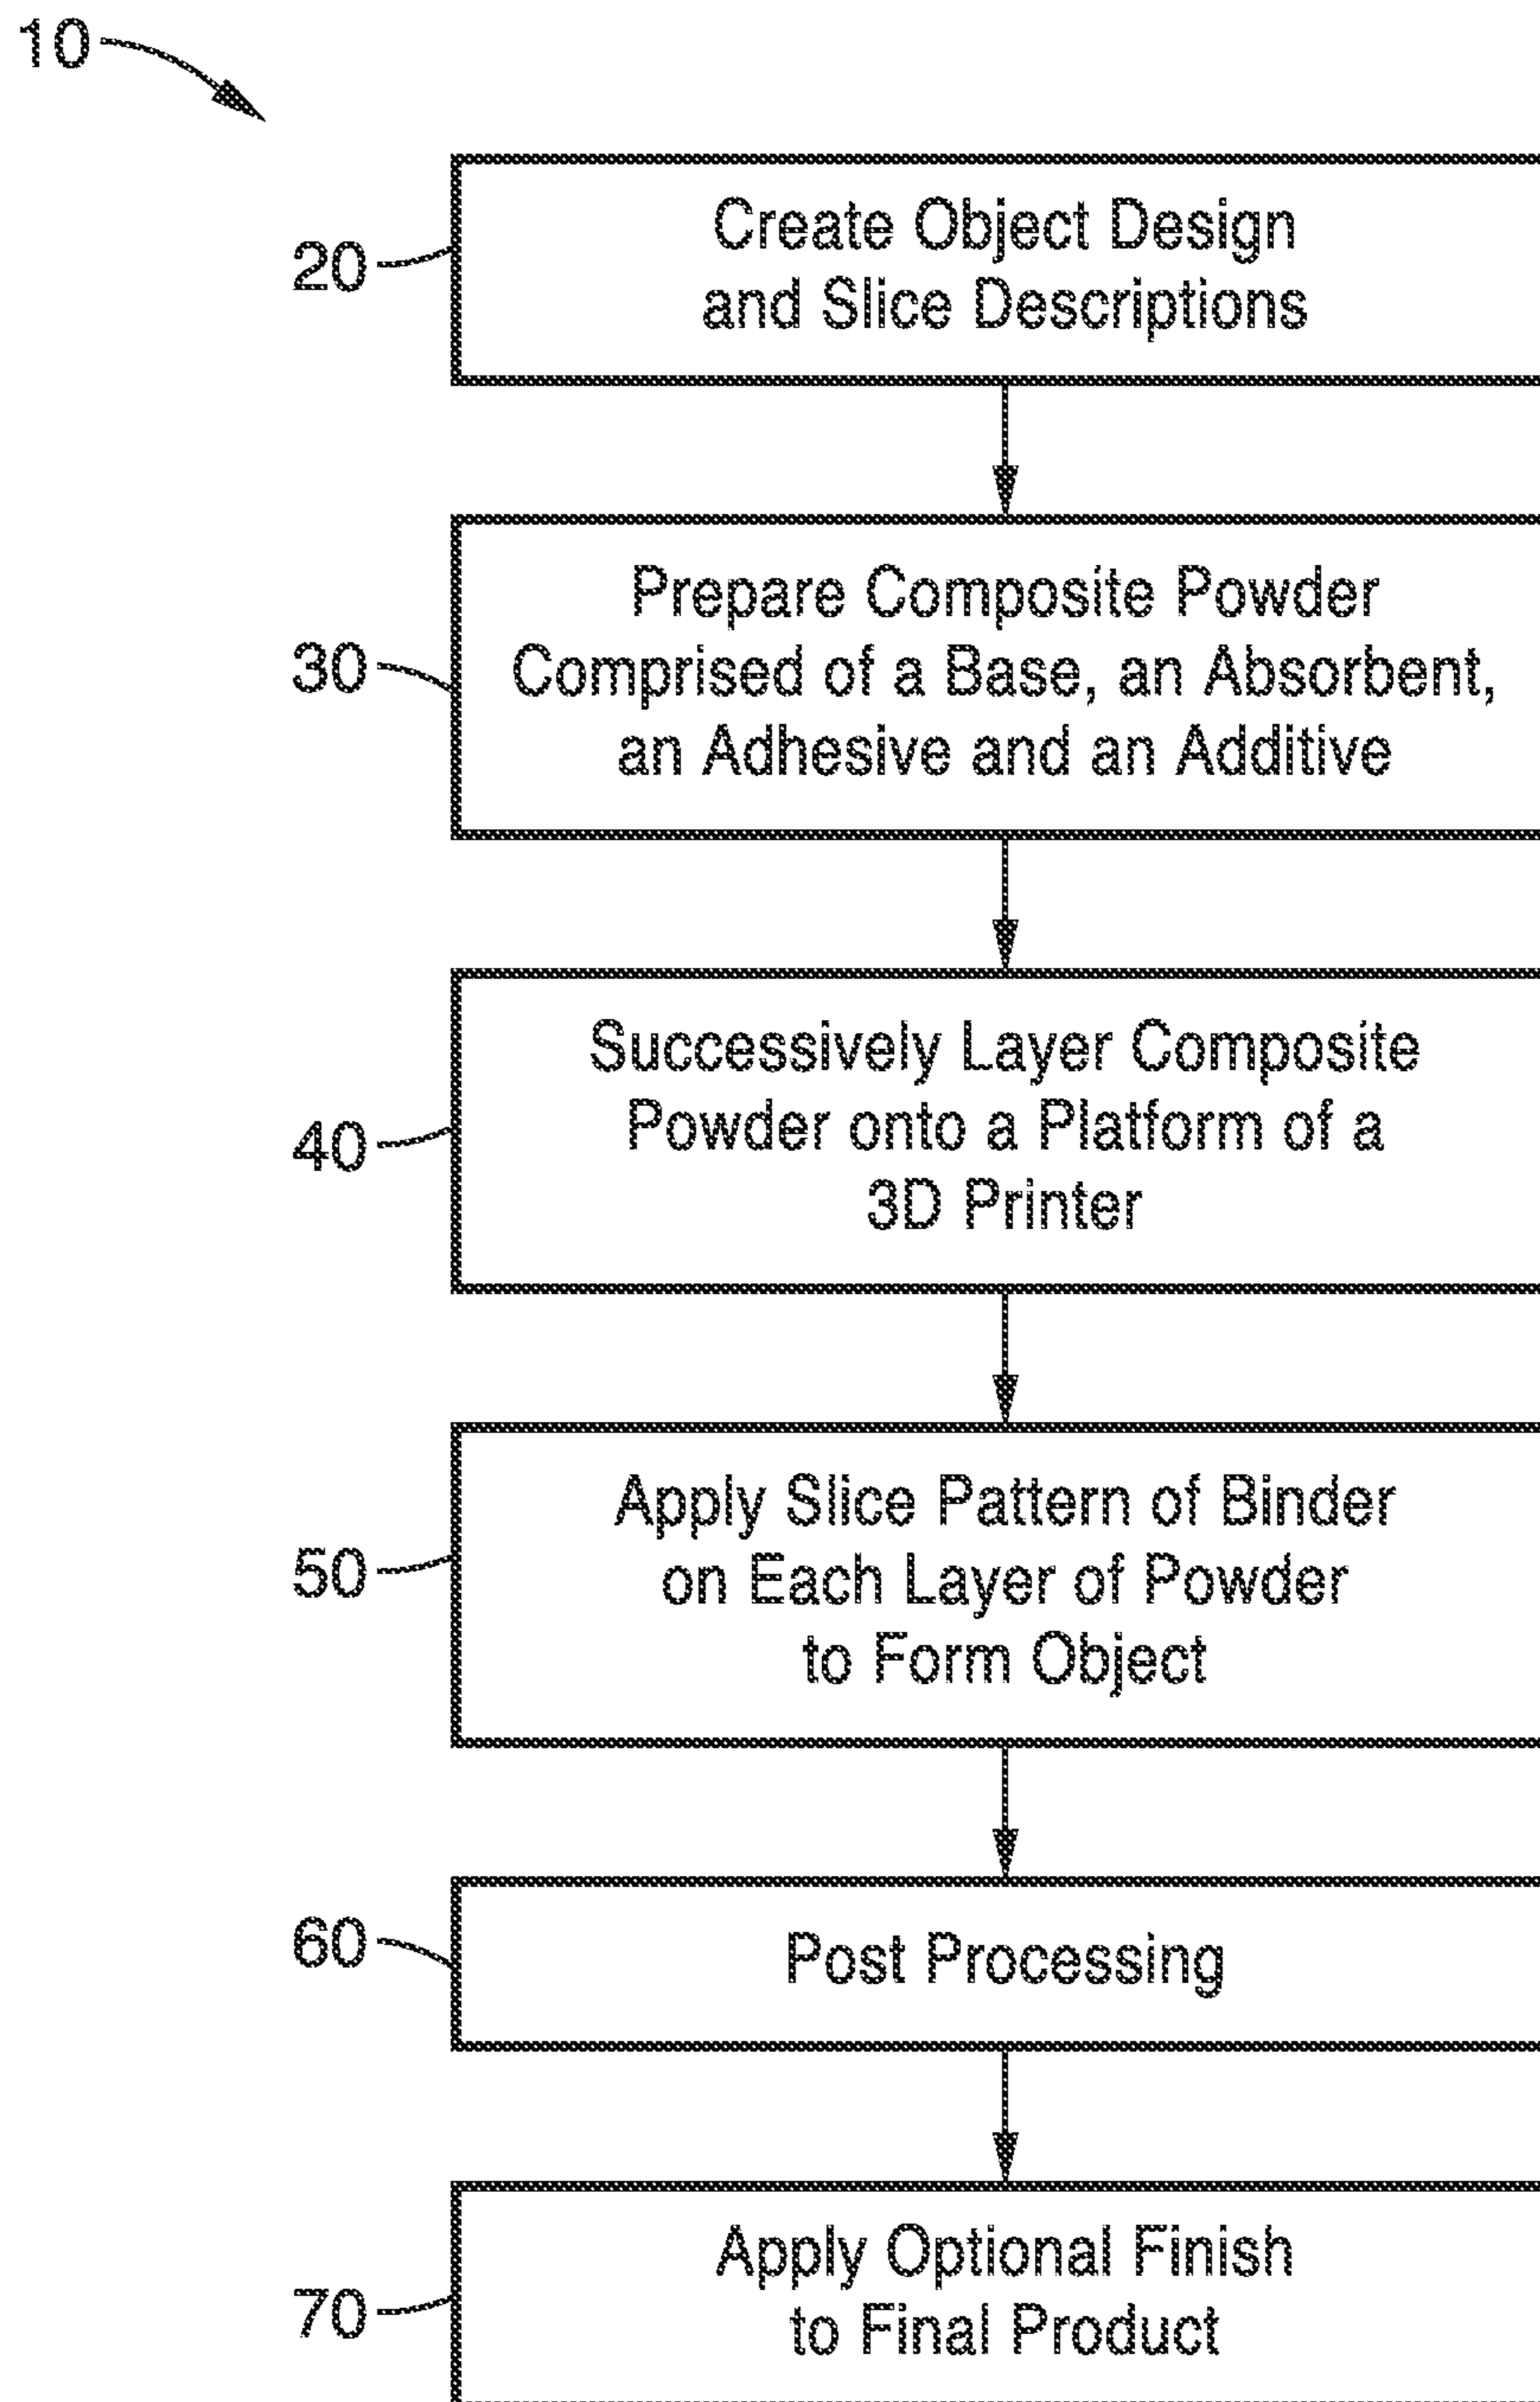 10
20
Create Object Design
and Slice Descriptions
30
Prepare Composite Powder
Comprised of a Base, an Absorbent,
an Adhesive and an Additive
40
Successively Layer Composite
Powder onto a Platform of a
3D Printer
50
Apply Slice Pattern of Binder
on Each Layer of Powder
to Form Object
60
Post Processing
70
Apply Optional Finish
to Final Product